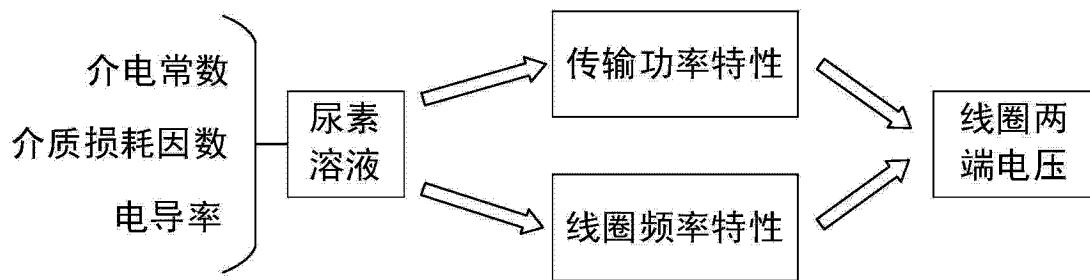 介电常数
介质损耗因数
电导率
尿素
溶液
传输功率特性
线圈频率特性
线圈两
端电压